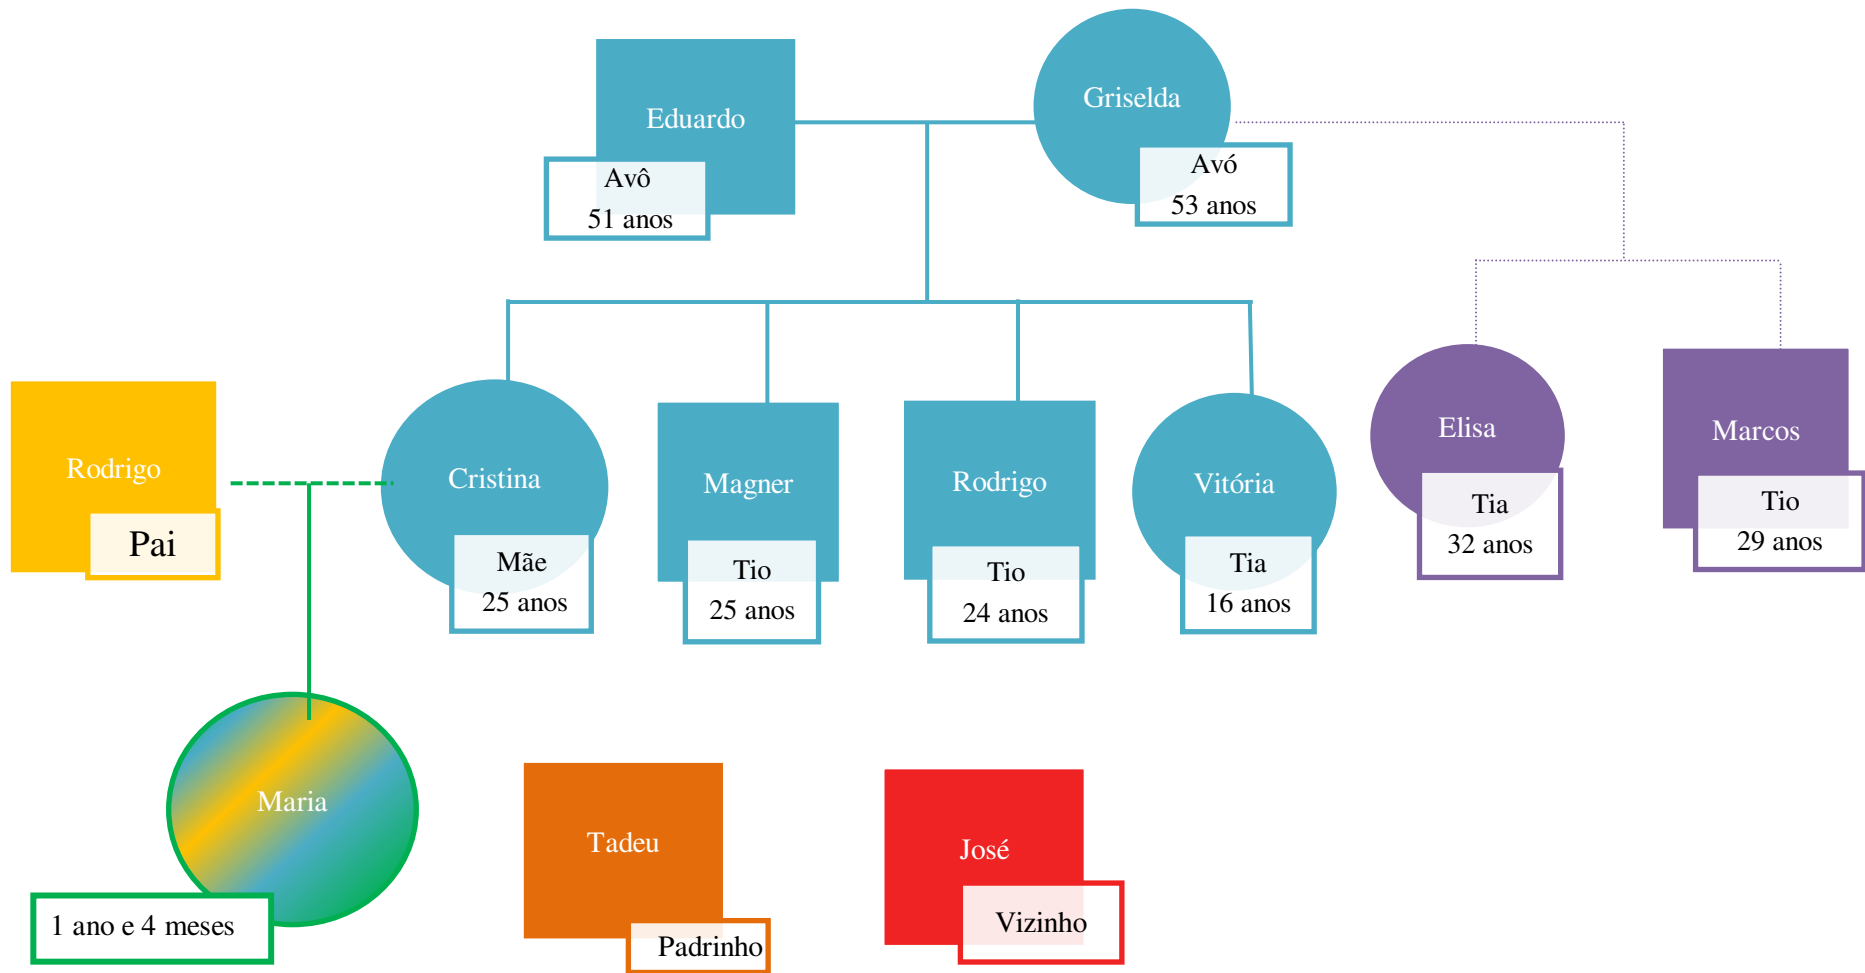 Eduardo
Avô
51 anos
Griselda
Avó
53 anos
Rodrigo
Pai
Cristina
Mãe
25 anos
Magner
Tio
25 anos
Rodrigo
Tio
24 anos
Vitória
Tia
16 anos
Elisa
Tia
32 anos
Marcos
Tio
29 anos
Maria
1 ano e 4 meses
Tadeu
Padrinho
José
Vizinho